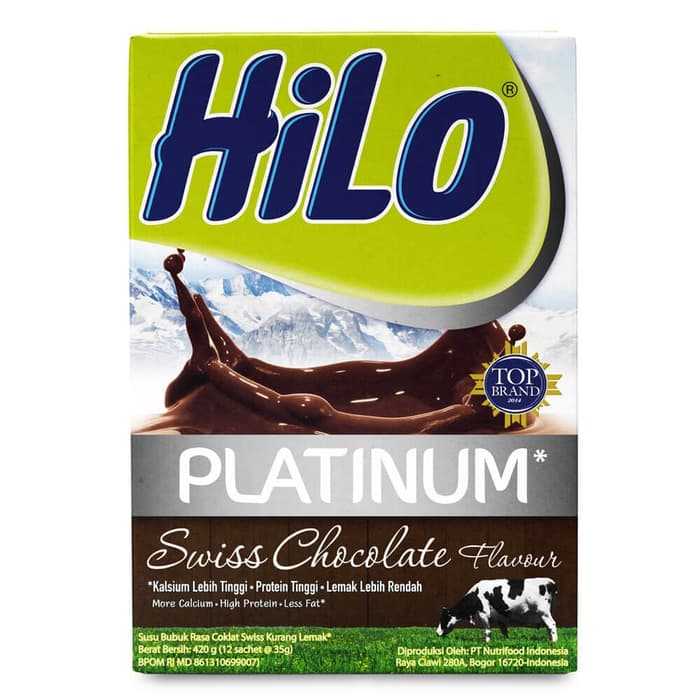 HiLo®
TOP
BRAND
2014
PLATINUM*
Swiss Chocolate Flavour
*Kalsium Lebih Tinggi • Protein Tinggi • Lemak Lebih Rendah
More Calcium • High Protein • Less Fat*
Susu Bubuk Rasa Coklat Swiss Kurang Lemak*
Berat Bersih: 420 g (12 sachet @ 35g)
BPOM RI MD 861310699007)
Diproduksi Oleh: PT Nutrifood Indonesia
Raya Ciawi 280A, Bogor 16720-Indonesia